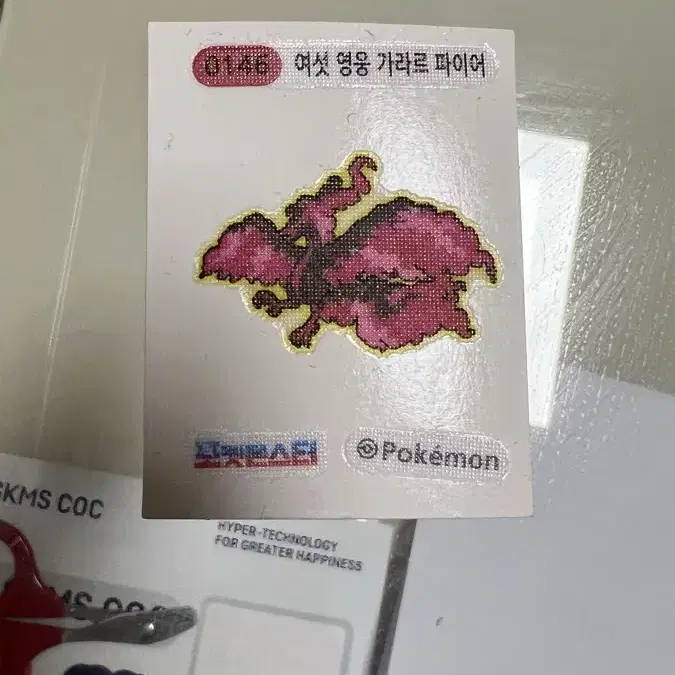 0146 여섯 영웅 가라르 파이어
포켓몬스터
Pokémon
SKMS COC
HYPER-TECHNOLOGY
FOR GREATER HAPPINESS